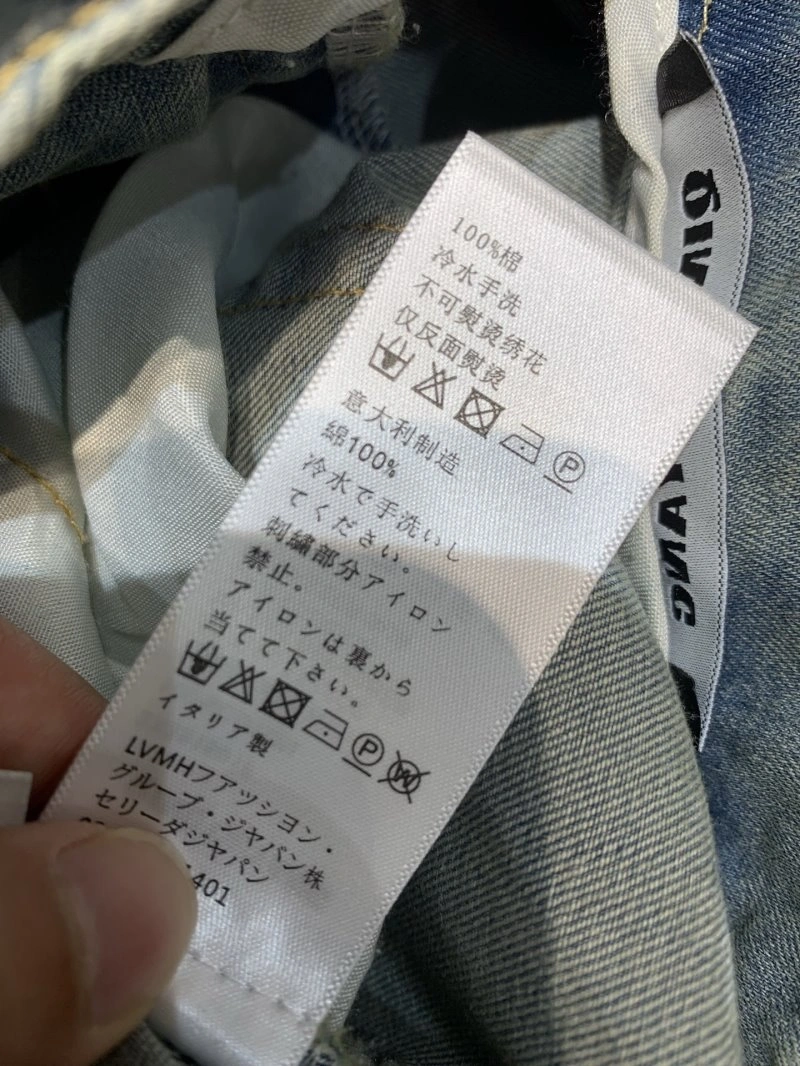 100%棉
冷水手洗
不可熨烫绣花
仅反面熨烫
P
意大利制造
綿100%
冷水で手洗いし
てください。
刺繍部分アイロン
禁止。
アイロンは裏から
当てて下さい。
P W
イタリア製
LVMHフアッシヨン・
グループ・ジャパン株
セリーダジャパン
401